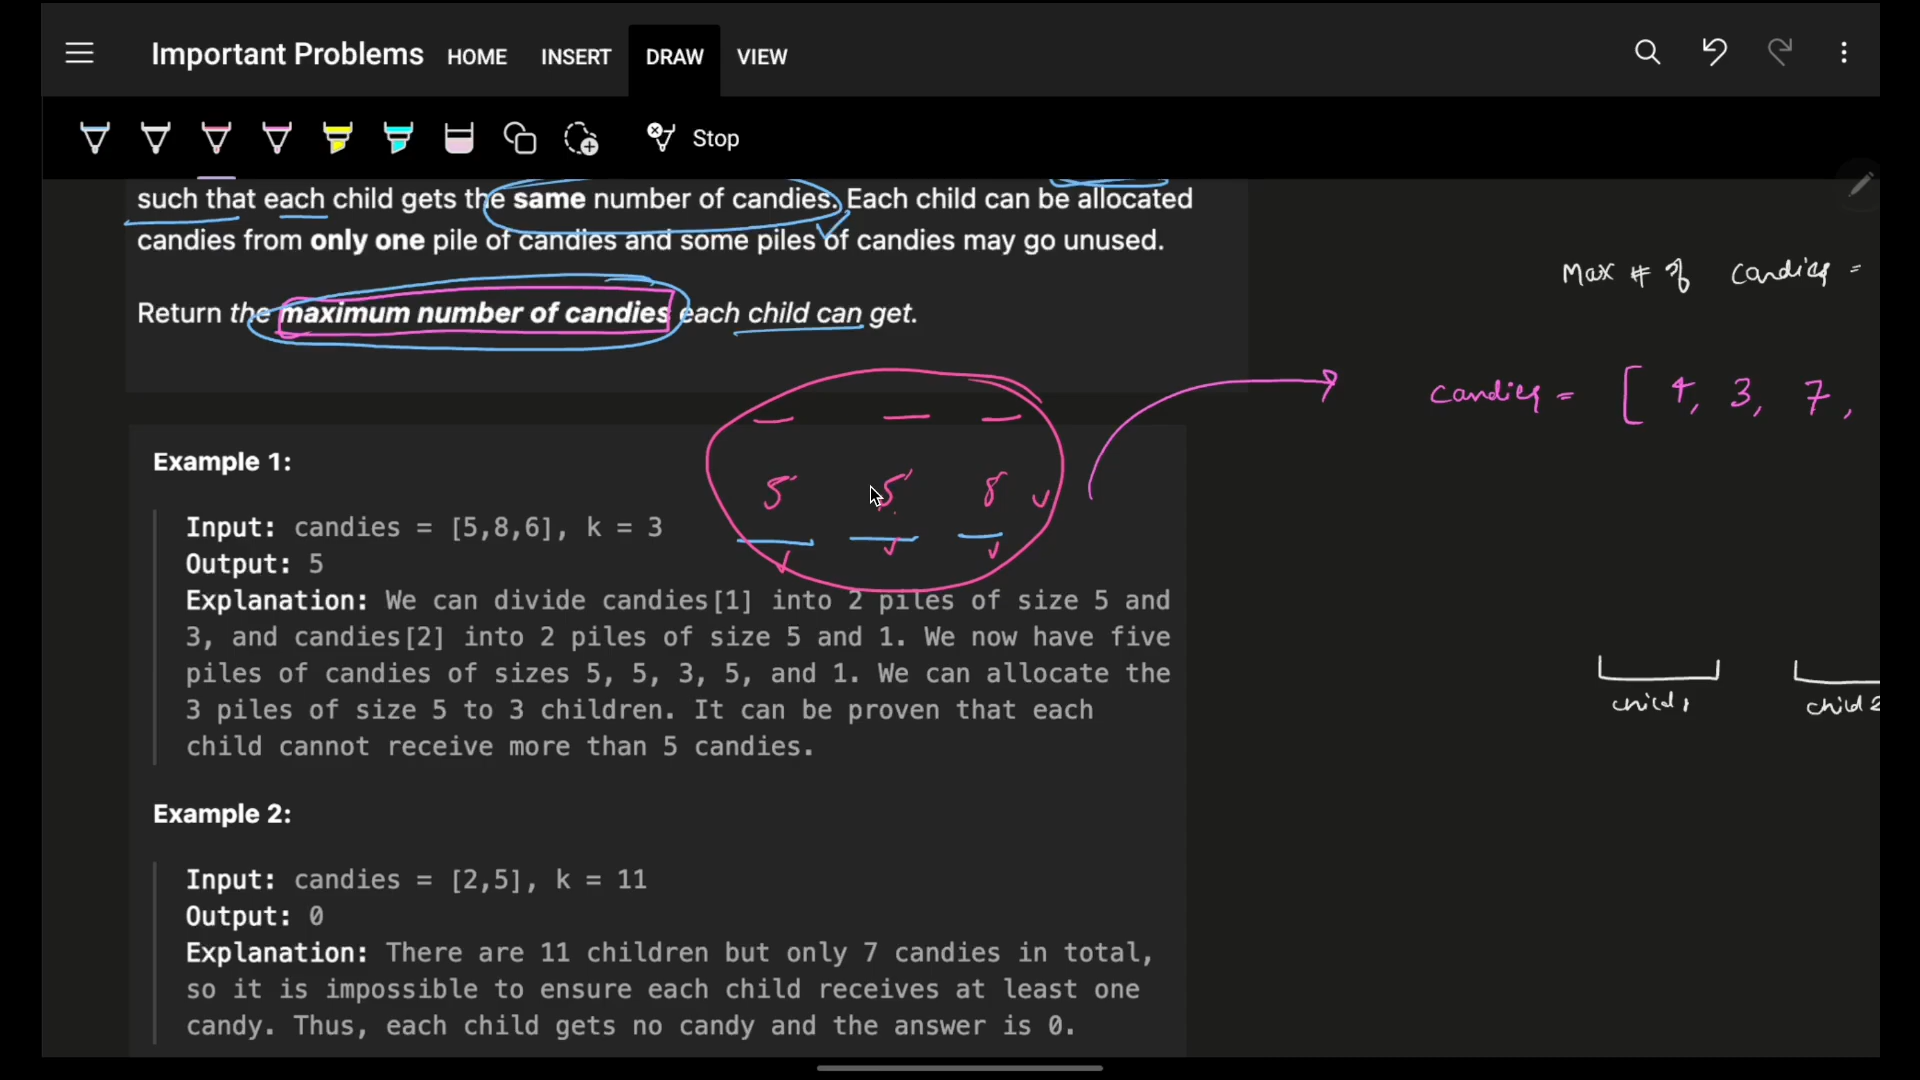 Important Problems HOME INSERT DRAW VIEW
Stop
such that each child gets the same number of candies. Each child can be allocated
candies from only one pile of candies and some piles of candies may go unused.
Return the maximum number of candies each child can get.
Max # of candies =
candies = [ 4, 3, 7,
Example 1:
5 5 8
Input: candies = [5,8,6], k = 3
Output: 5
Explanation: We can divide candies[1] into 2 piles of size 5 and
3, and candies[2] into 2 piles of size 5 and 1. We now have five
piles of candies of sizes 5, 5, 3, 5, and 1. We can allocate the
3 piles of size 5 to 3 children. It can be proven that each
child cannot receive more than 5 candies.
child 1 child 2
Example 2:
Input: candies = [2,5], k = 11
Output: 0
Explanation: There are 11 children but only 7 candies in total,
so it is impossible to ensure each child receives at least one
candy. Thus, each child gets no candy and the answer is 0.